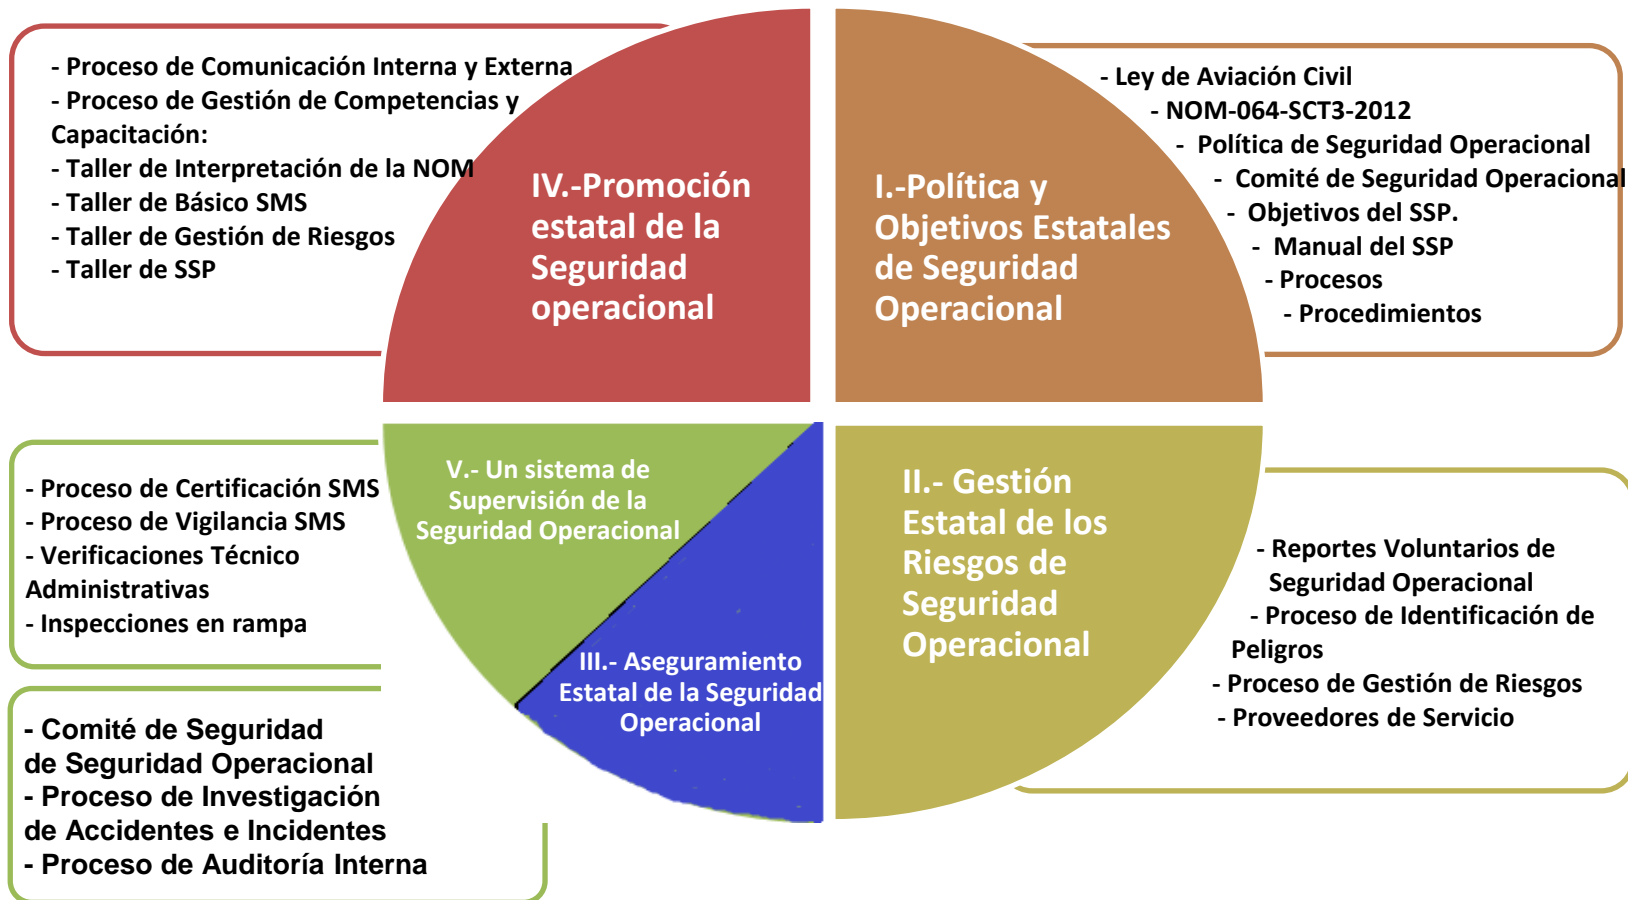 - Proceso de Comunicación Interna y Externa
- Proceso de Gestión de Competencias y
Capacitación:
- Taller de Interpretación de la NOM
- Taller de Básico SMS
- Taller de Gestión de Riesgos
- Taller de SSP
IV.-Promoción
estatal de la
Seguridad
operacional
I.-Política y
Objetivos Estatales
de Seguridad
Operacional
- Ley de Aviación Civil
- NOM-064-SCT3-2012
- Política de Seguridad Operacional
- Comité de Seguridad Operacional
- Objetivos del SSP.
- Manual del SSP
- Procesos
- Procedimientos
- Proceso de Certificación SMS
- Proceso de Vigilancia SMS
- Verificaciones Técnico
Administrativas
- Inspecciones en rampa
V.- Un sistema de
Supervisión de la
Seguridad Operacional
III.- Aseguramiento
Estatal de la Seguridad
Operacional
II.- Gestión
Estatal de los
Riesgos de
Seguridad
Operacional
- Reportes Voluntarios de
Seguridad Operacional
- Proceso de Identificación de
Peligros
- Proceso de Gestión de Riesgos
- Proveedores de Servicio
- Comité de Seguridad
de Seguridad Operacional
- Proceso de Investigación
de Accidentes e Incidentes
- Proceso de Auditoría Interna